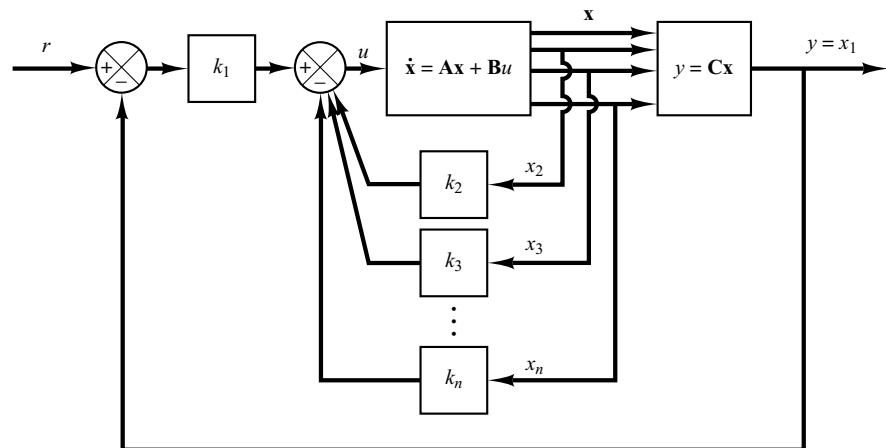 x
r
+
−
k₁
+
−
u
ẋ = Ax + Bu
y = Cx
y = x₁
k₂
x₂
k₃
x₃
kₙ
xₙ